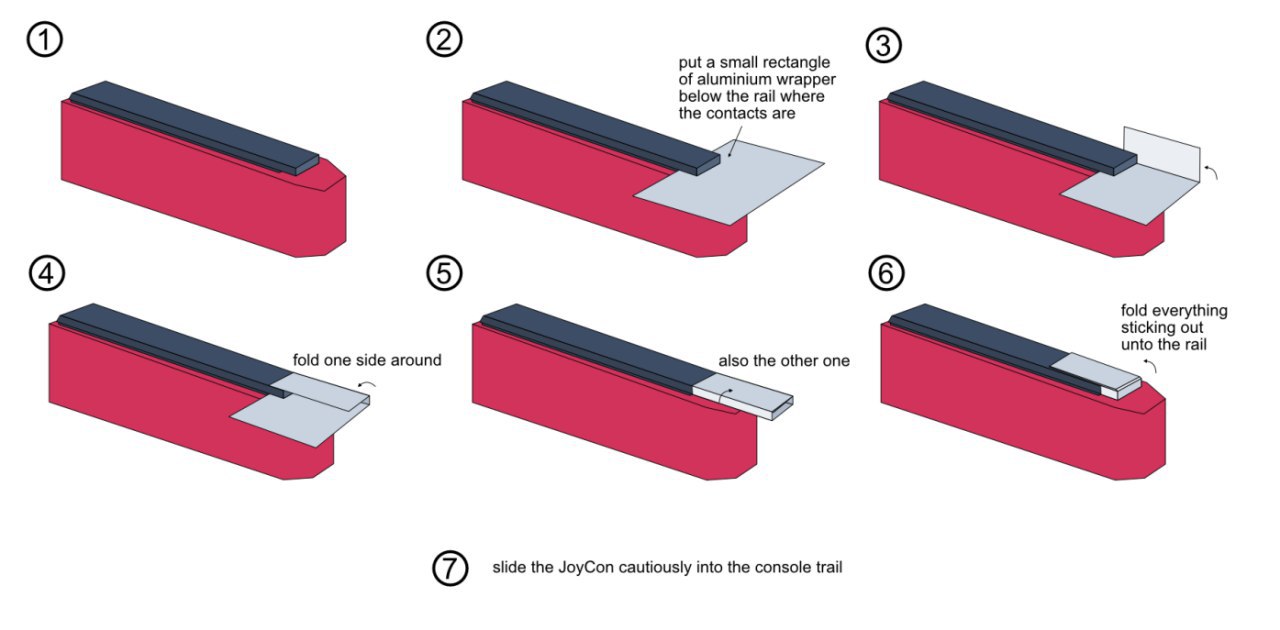 1
2
3
put a small rectangle
of aluminium wrapper
below the rail where
the contacts are
4
5
6
fold one side around
also the other one
fold everything
sticking out
unto the rail
7
slide the JoyCon cautiously into the console trail